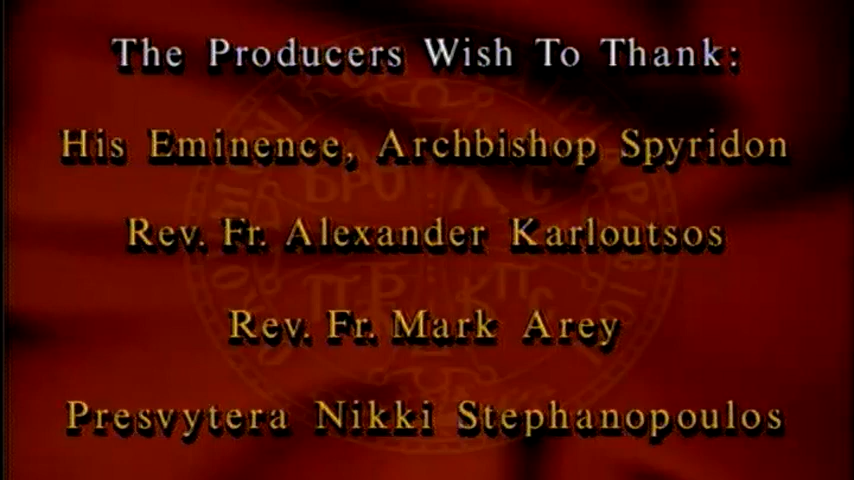 The Producers Wish To Thank:
His Eminence, Archbishop Spyridon
Rev. Fr. Alexander Karloutsos
Rev. Fr. Mark Arey
Presvytera Nikki Stephanopoulos